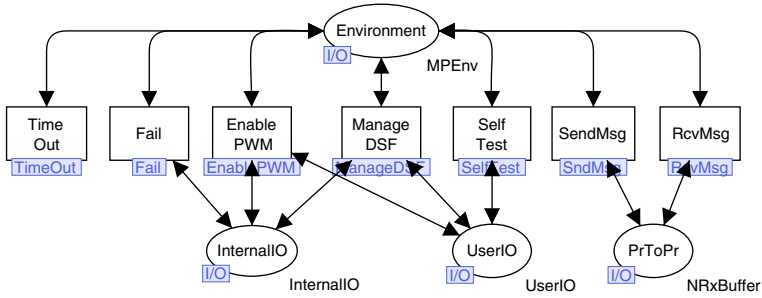 Environment
I/O
MPEnv
Time
Out
Fail
Enable
PWM
Manage
DSF
Self
Test
SendMsg
RcvMsg
TimeOut
Fail
EnablePWM
ManageDSF
SelfTest
SndMsg
RcvMsg
InternalIO
UserIO
PrToPr
I/O
I/O
I/O
InternalIO
UserIO
NRxBuffer